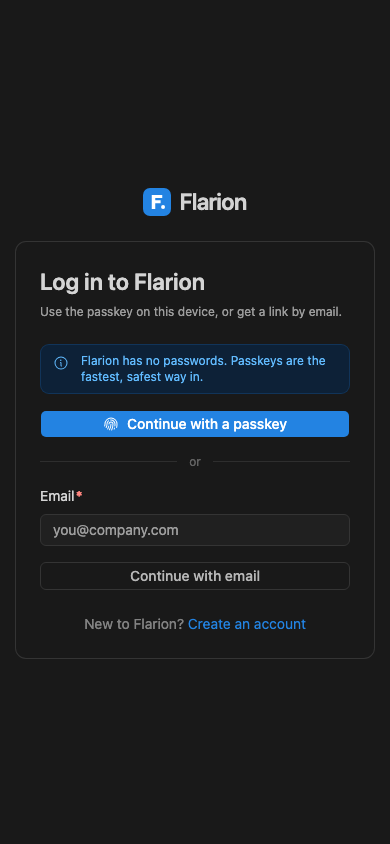 F. Flarion
Log in to Flarion
Use the passkey on this device, or get a link by email.
Flarion has no passwords. Passkeys are the
fastest, safest way in.
Continue with a passkey
or
Email*
you@company.com
Continue with email
New to Flarion? Create an account